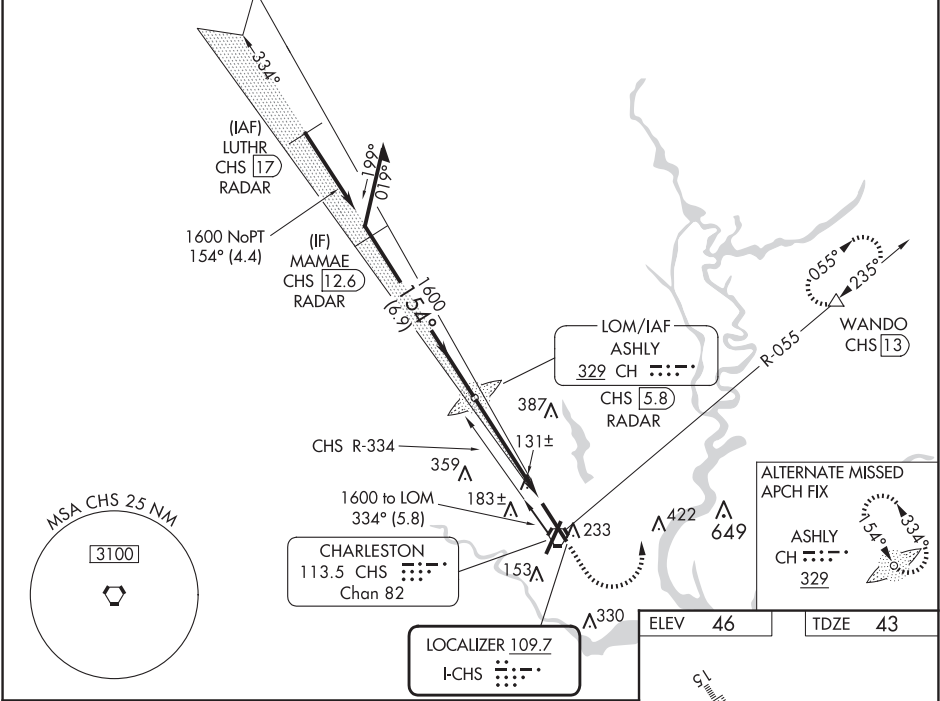 334°
(IAF)
LUTHR
CHS 17
RADAR
199°
019°
1600 NoPT
154° (4.4)
(IF)
MAMAE
CHS 12.6
RADAR
1600
154°
(6.9)
055°
235°
WANDO
CHS 13
R-055
LOM/IAF
ASHLY
329 CH
CHS 5.8
RADAR
387
131±
CHS R-334
359
183±
1600 to LOM
334° (5.8)
233
422
649
153
330
CHARLESTON
113.5 CHS
Chan 82
LOCALIZER 109.7
I-CHS
MSA CHS 25 NM
3100
ALTERNATE MISSED
APCH FIX
ASHLY
CH
329
154°
334°
ELEV 46
TDZE 43
15